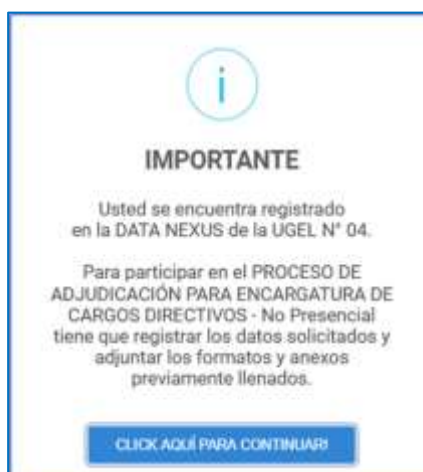 IMPORTANTE
Usted se encuentra registrado
en la DATA NEXUS de la UGEL N° 04.
Para participar en el PROCESO DE
ADJUDICACIÓN PARA ENCARGATURA DE
CARGOS DIRECTIVOS - No Presencial
tiene que registrar los datos solicitados y
adjuntar los formatos y anexos
previamente llenados.
CLICK AQUÍ PARA CONTINUAR!